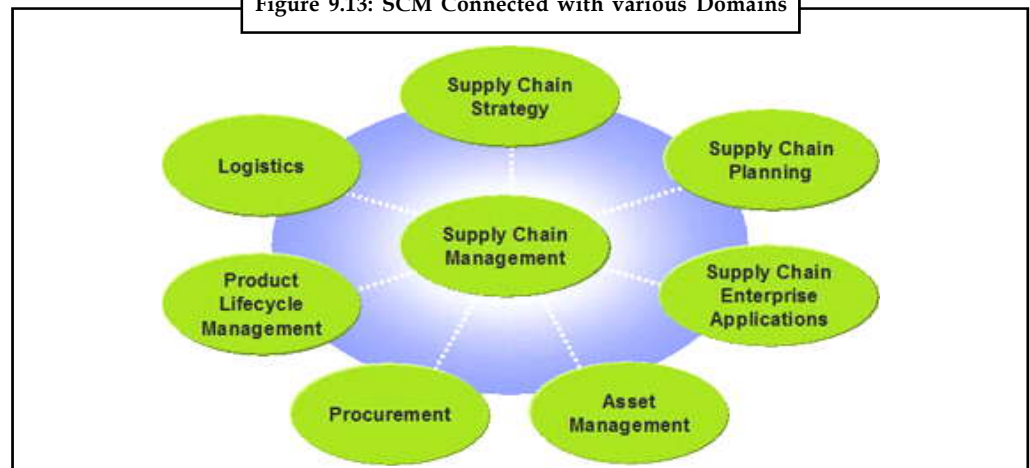 Figure 9.13: SCM Connected with various Domains
Supply Chain
Strategy
Logistics
Supply Chain
Planning
Supply Chain
Management
Product
Lifecycle
Management
Supply Chain
Enterprise
Applications
Procurement
Asset
Management